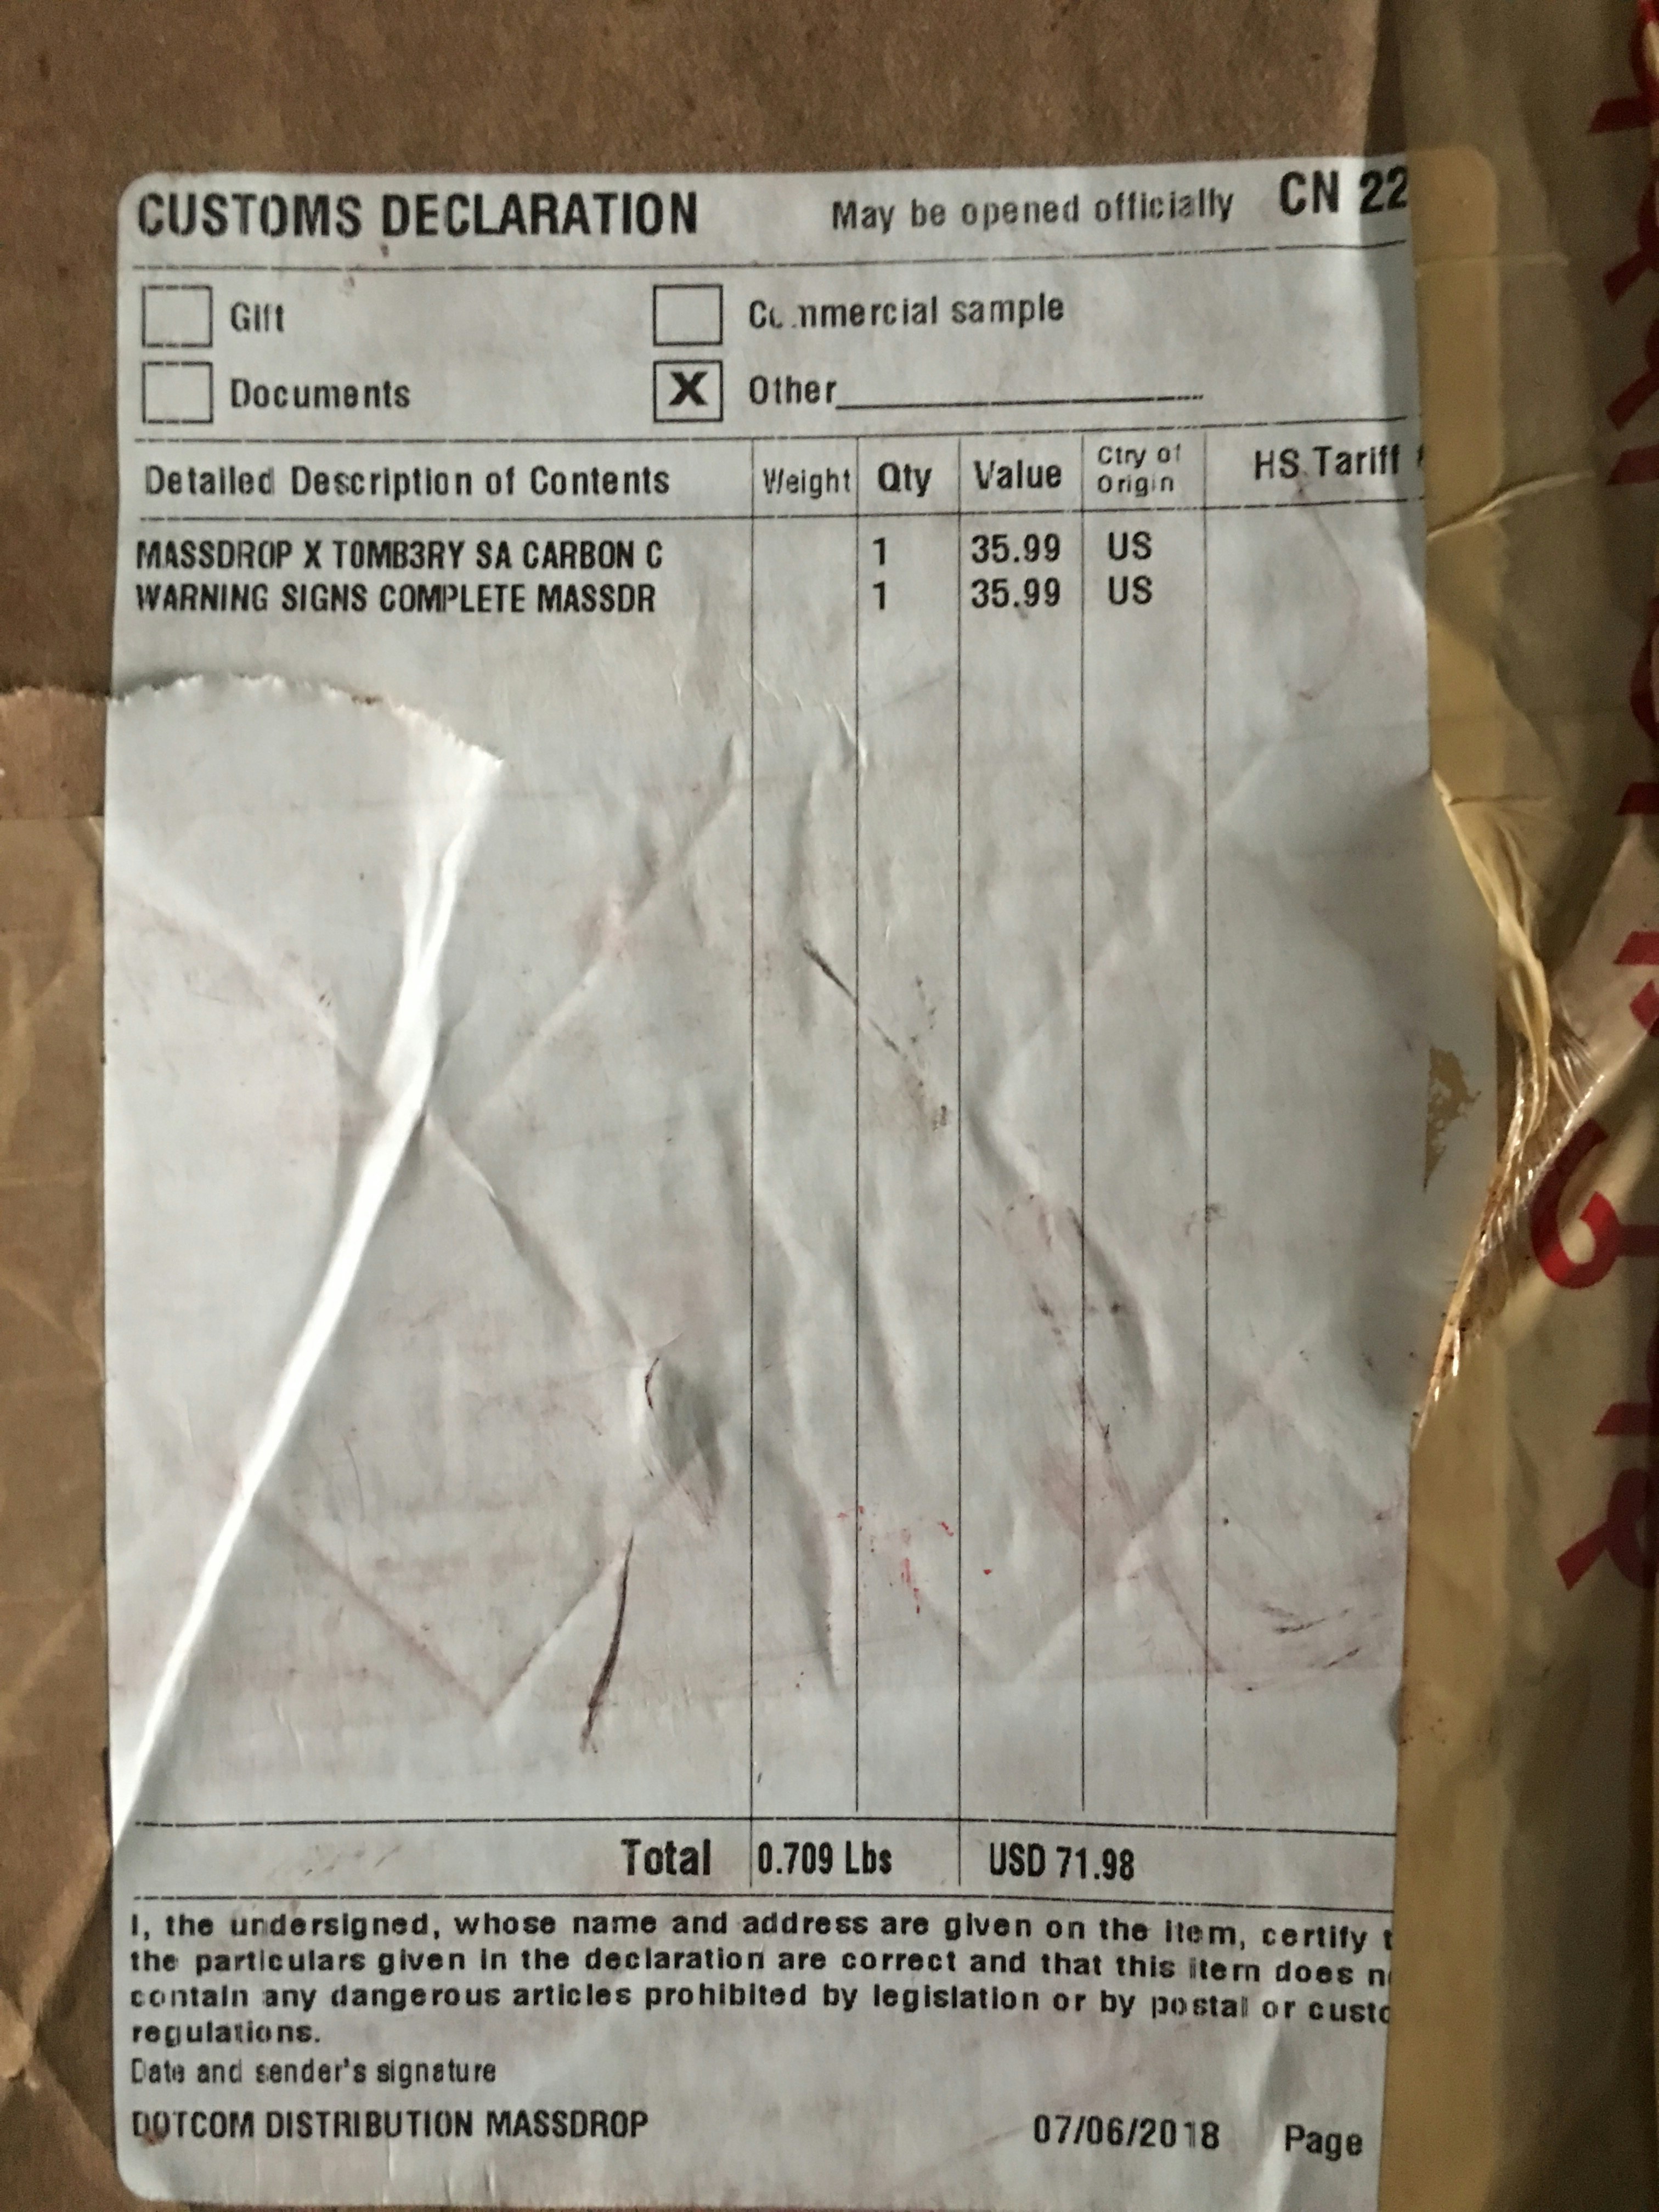 CUSTOMS DECLARATION May be opened officially CN 22
Gift Commercial sample
Documents X Other
Detailed Description of Contents Weight Qty Value Ctry of Origin HS Tariff
MASSDROP X T0MB3RY SA CARBON C 1 35.99 US
WARNING SIGNS COMPLETE MASSDR 1 35.99 US
Total 0.709 Lbs USD 71.98
I, the undersigned, whose name and address are given on the item, certify t
the particulars given in the declaration are correct and that this item does n
contain any dangerous articles prohibited by legislation or by postal or custo
regulations.
Date and sender's signature
DOTCOM DISTRIBUTION MASSDROP 07/06/2018 Page